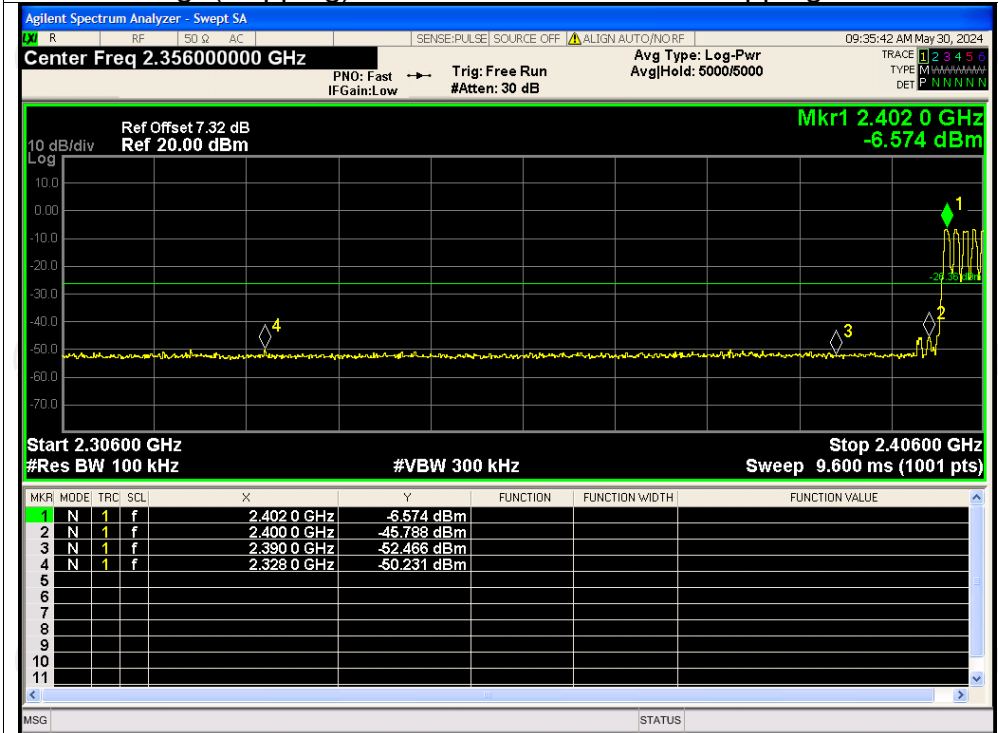 Agilent Spectrum Analyzer - Swept SA
LXI R RF 50 Ω AC SENSE:PULSE SOURCE OFF ALIGN AUTO/NO RF 09:35:42 AM May 30, 2024
Center Freq 2.356000000 GHz
PNO: Fast
IFGain:Low
Trig: Free Run
#Atten: 30 dB
Avg Type: Log-Pwr
Avg|Hold: 5000/5000
TRACE 1 2 3 4 5 6
TYPE M
DET P N N N N N
Mkr1 2.402 0 GHz
-6.574 dBm
Ref Offset 7.32 dB
10 dB/div Ref 20.00 dBm
Log
10.0
0.00
-10.0
-20.0
-30.0
-40.0
-50.0
-60.0
-70.0
1
2
3
4
Start 2.30600 GHz Stop 2.40600 GHz
#Res BW 100 kHz #VBW 300 kHz Sweep 9.600 ms (1001 pts)
MKR MODE TRC SCL X Y FUNCTION FUNCTION WIDTH FUNCTION VALUE
1 N 1 f 2.402 0 GHz -6.574 dBm
2 N 1 f 2.400 0 GHz -45.788 dBm
3 N 1 f 2.390 0 GHz -52.466 dBm
4 N 1 f 2.328 0 GHz -50.231 dBm
5
6
7
8
9
10
11
MSG STATUS